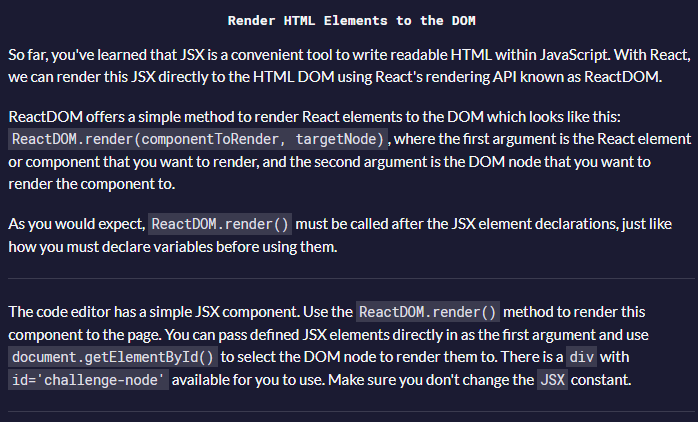 Render HTML Elements to the DOM
So far, you've learned that JSX is a convenient tool to write readable HTML within JavaScript. With React,
we can render this JSX directly to the HTML DOM using React's rendering API known as ReactDOM.
ReactDOM offers a simple method to render React elements to the DOM which looks like this:
ReactDOM.render(componentToRender, targetNode), where the first argument is the React element
or component that you want to render, and the second argument is the DOM node that you want to
render the component to.
As you would expect, ReactDOM.render() must be called after the JSX element declarations, just like
how you must declare variables before using them.
The code editor has a simple JSX component. Use the ReactDOM.render() method to render this
component to the page. You can pass defined JSX elements directly in as the first argument and use
document.getElementById() to select the DOM node to render them to. There is a div with
id='challenge-node' available for you to use. Make sure you don't change the JSX constant.